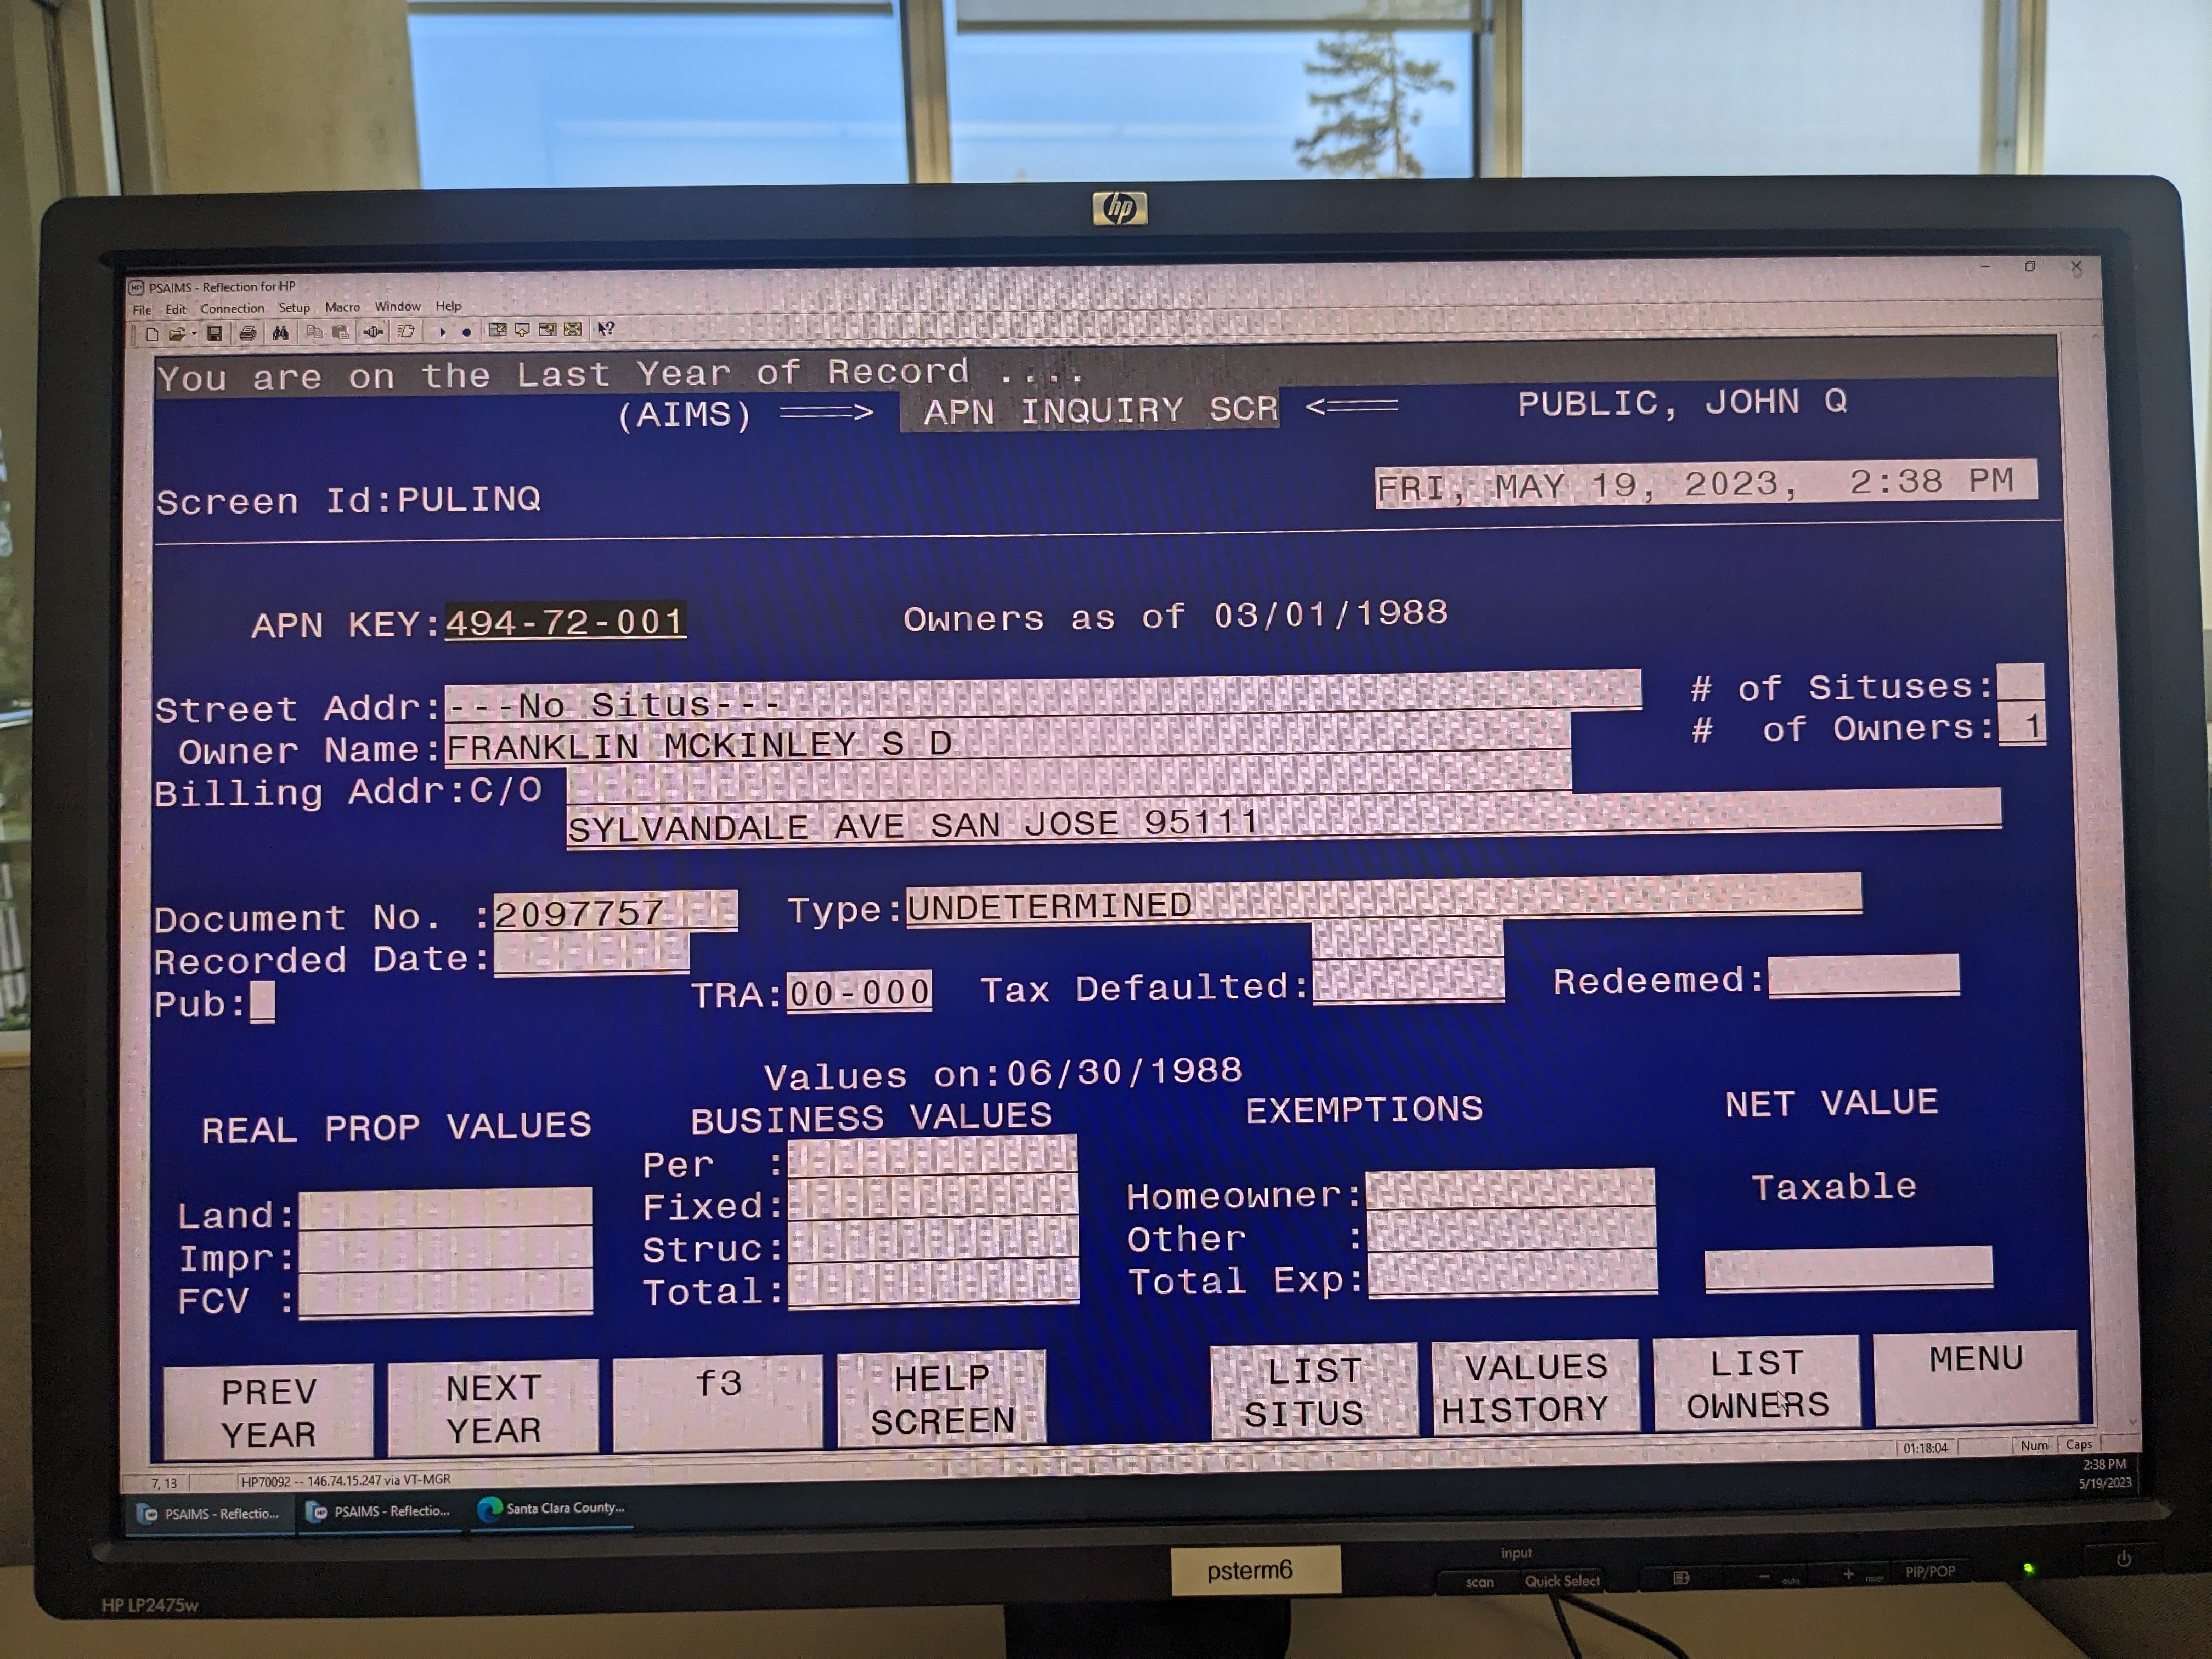 hp
PSAIMS - Reflection for HP
File Edit Connection Setup Macro Window Help
You are on the Last Year of Record ....
(AIMS) ===> APN INQUIRY SCR <=== PUBLIC, JOHN Q
Screen Id:PULINQ FRI, MAY 19, 2023, 2:38 PM
APN KEY:494-72-001 Owners as of 03/01/1988
Street Addr:---No Situs--- # of Situses:
Owner Name:FRANKLIN MCKINLEY S D # of Owners: 1
Billing Addr:C/O
SYLVANDALE AVE SAN JOSE 95111
Document No. :2097757 Type:UNDETERMINED
Recorded Date:
Pub: TRA:00-000 Tax Defaulted: Redeemed:
Values on:06/30/1988
REAL PROP VALUES BUSINESS VALUES EXEMPTIONS NET VALUE
Per :
Land: Fixed: Homeowner: Taxable
Impr: Struc: Other :
FCV : Total: Total Exp:
PREV YEAR NEXT YEAR f3 HELP SCREEN LIST SITUS VALUES HISTORY LIST OWNERS MENU
01:18:04 Num Caps
7, 13 HP70092 -- 146.74.15.247 via VT-MGR
2:38 PM
5/19/2023
PSAIMS - Reflectio... PSAIMS - Reflectio... Santa Clara County...
psterm6
input
scan Quick Select auto reset PIP/POP
HP LP2475w